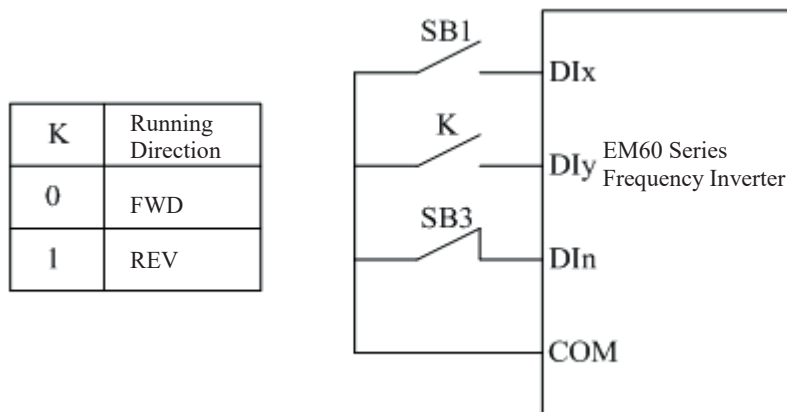 K
Running
Direction
0
FWD
1
REV
SB1
DIx
K
DIy
EM60 Series
Frequency Inverter
SB3
DIn
COM